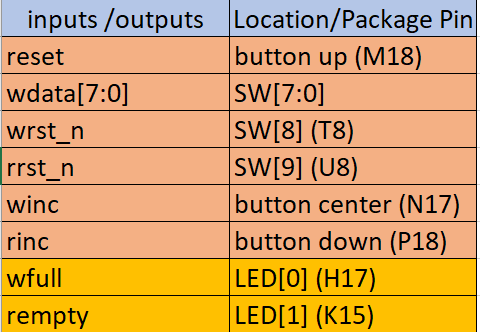 inputs /outputs Location/Package Pin
reset button up (M18)
wdata[7:0] SW[7:0]
wrst_n SW[8] (T8)
rrst_n SW[9] (U8)
winc button center (N17)
rinc button down (P18)
wfull LED[0] (H17)
rempty LED[1] (K15)